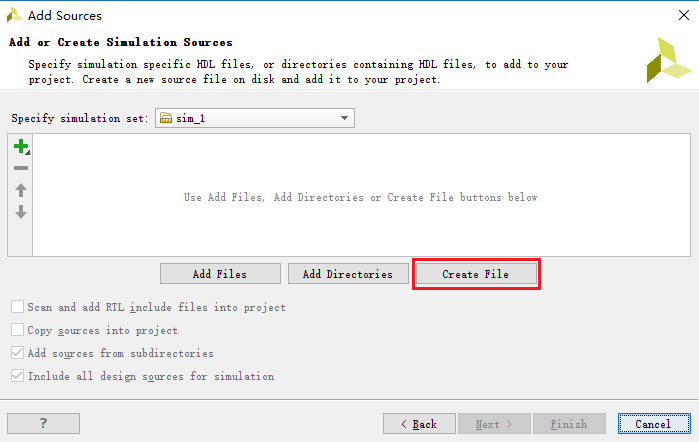 Add Sources
Add or Create Simulation Sources
Specify simulation specific HDL files, or directories containing HDL files, to add to your
project. Create a new source file on disk and add it to your project.
Specify simulation set: sim_1
Use Add Files, Add Directories or Create File buttons below
Add Files Add Directories Create File
Scan and add RTL include files into project
Copy sources into project
Add sources from subdirectories
Include all design sources for simulation
? < Back Next > Finish Cancel